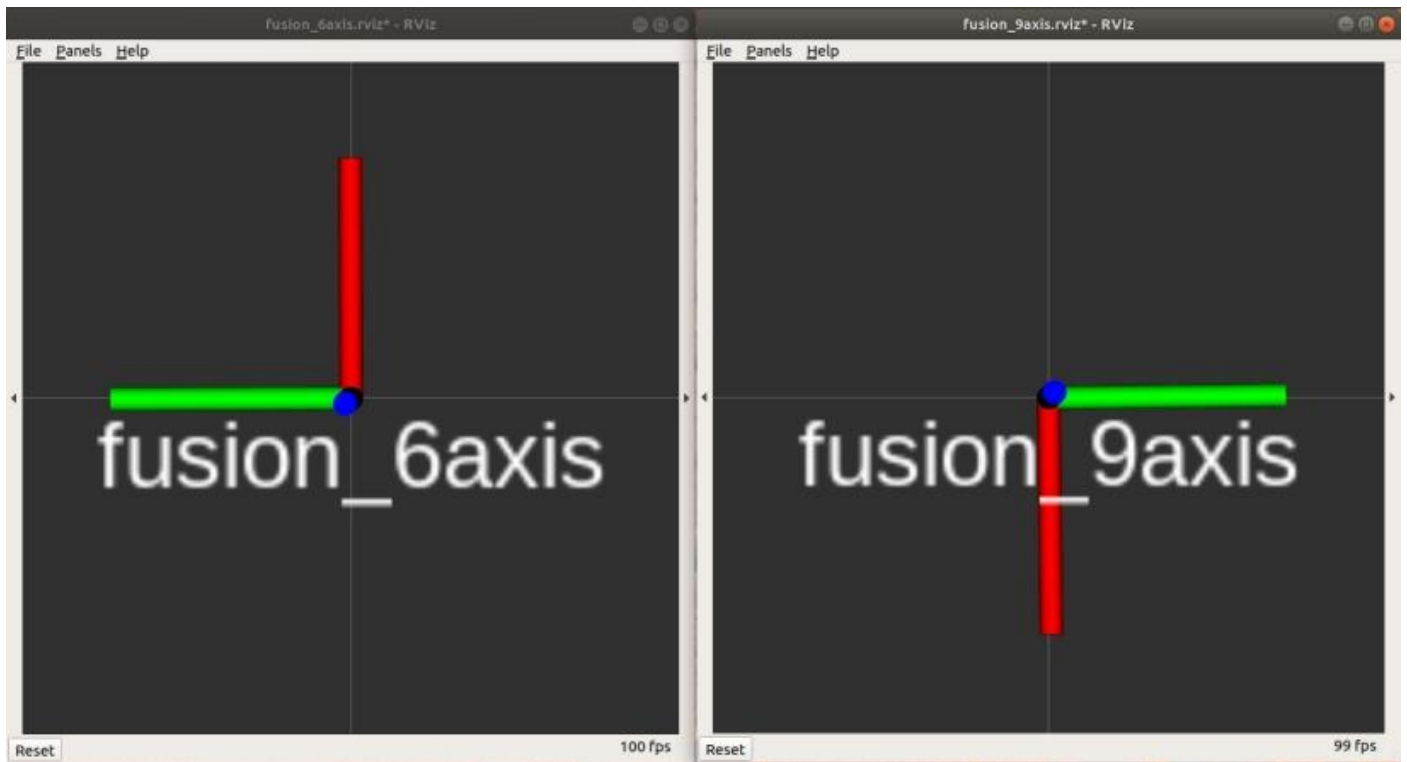 fusion_6axis.rviz* - RViz
File Panels Help
fusion_6axis
Reset
100 fps
fusion_9axis.rviz* - RViz
File Panels Help
fusion_9axis
Reset
99 fps